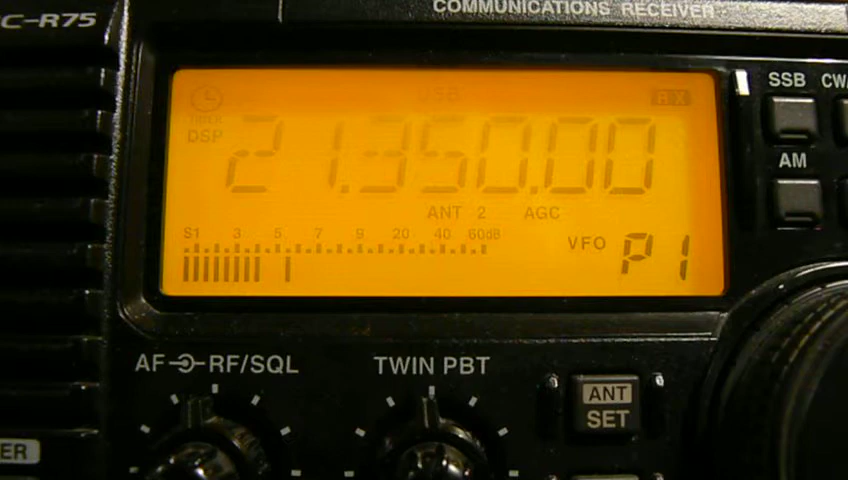 C-R75
COMMUNICATIONS RECEIVER
SSB CW/
AM
TIMER
USB
RX
DSP
21.350.00
ANT 2 AGC
S1 3 5 7 9 20 40 60dB
VFO P1
AF RF/SQL
TWIN PBT
ANT
SET
ER